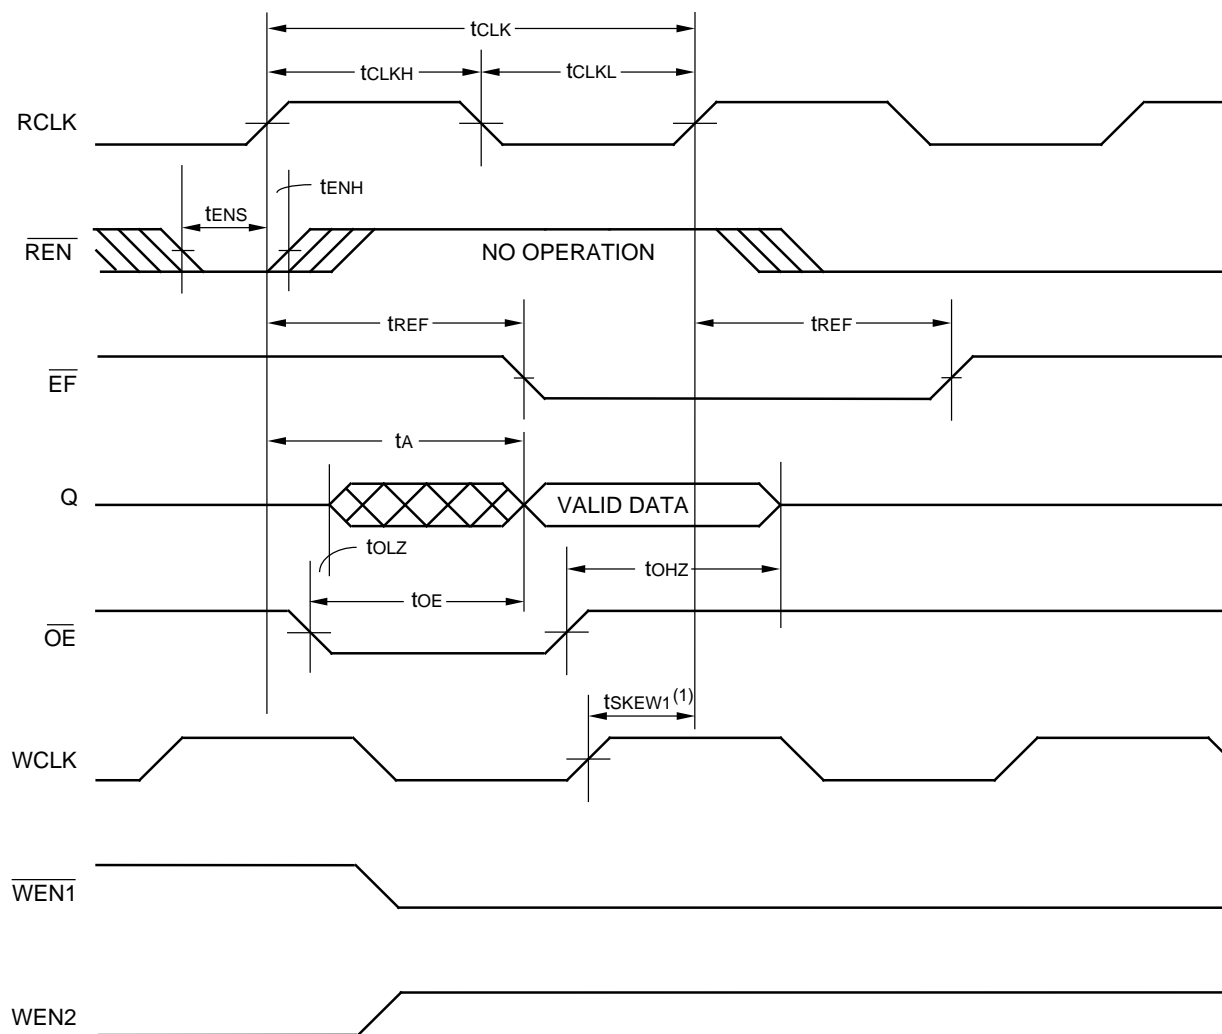 tCLK
tCLKH tCLKL
RCLK
tENH
tENS
REN NO OPERATION
tREF tREF
EF
tA
Q VALID DATA
tOLZ tOHZ
tOE
OE
tSKEW1(1)
WCLK
WEN1
WEN2